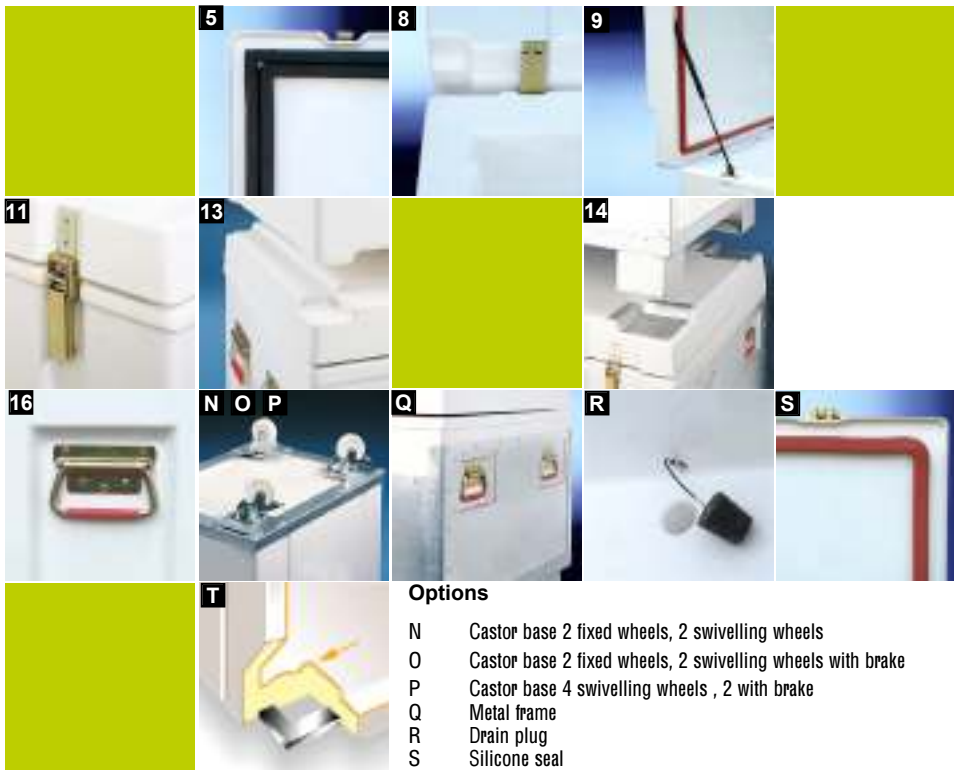 5 8 9
11 13 14
16 N O P Q R S
T
Options
N Castor base 2 fixed wheels, 2 swivelling wheels
O Castor base 2 fixed wheels, 2 swivelling wheels with brake
P Castor base 4 swivelling wheels , 2 with brake
Q Metal frame
R Drain plug
S Silicone seal